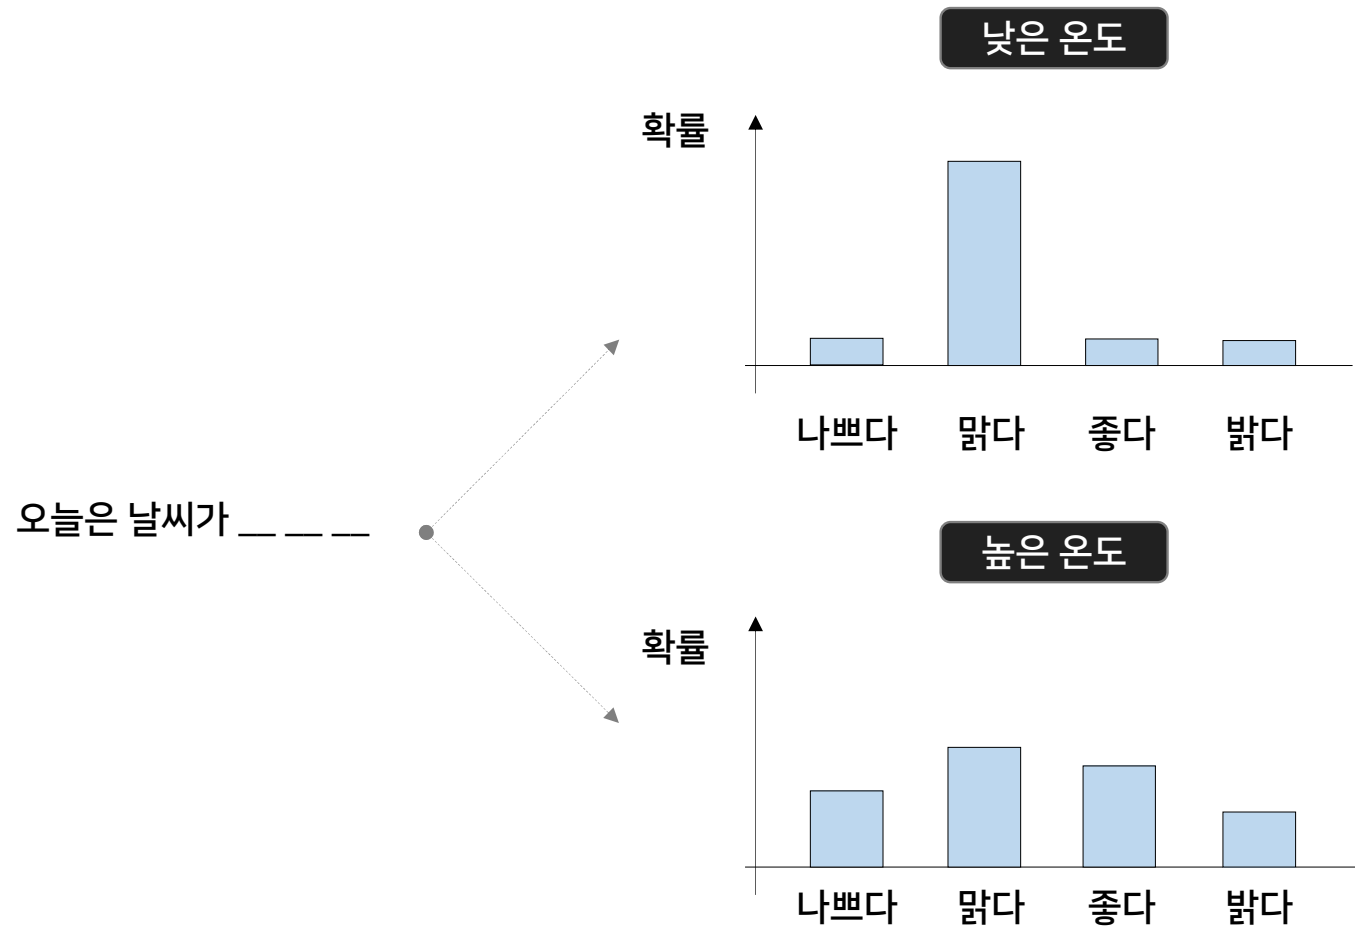 낮은 온도
확률
나쁘다 맑다 좋다 밝다
오늘은 날씨가 __ __ __
높은 온도
확률
나쁘다 맑다 좋다 밝다